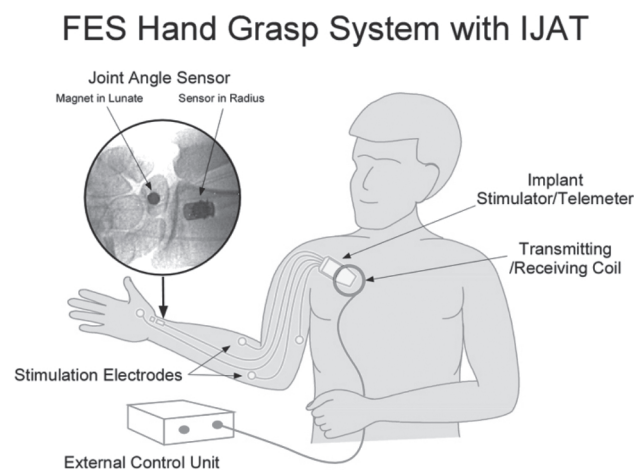 FES Hand Grasp System with IJAT
Joint Angle Sensor
Magnet in Lunate
Sensor in Radius
Implant
Stimulator/Telemeter
Transmitting
/Receiving Coil
Stimulation Electrodes
External Control Unit